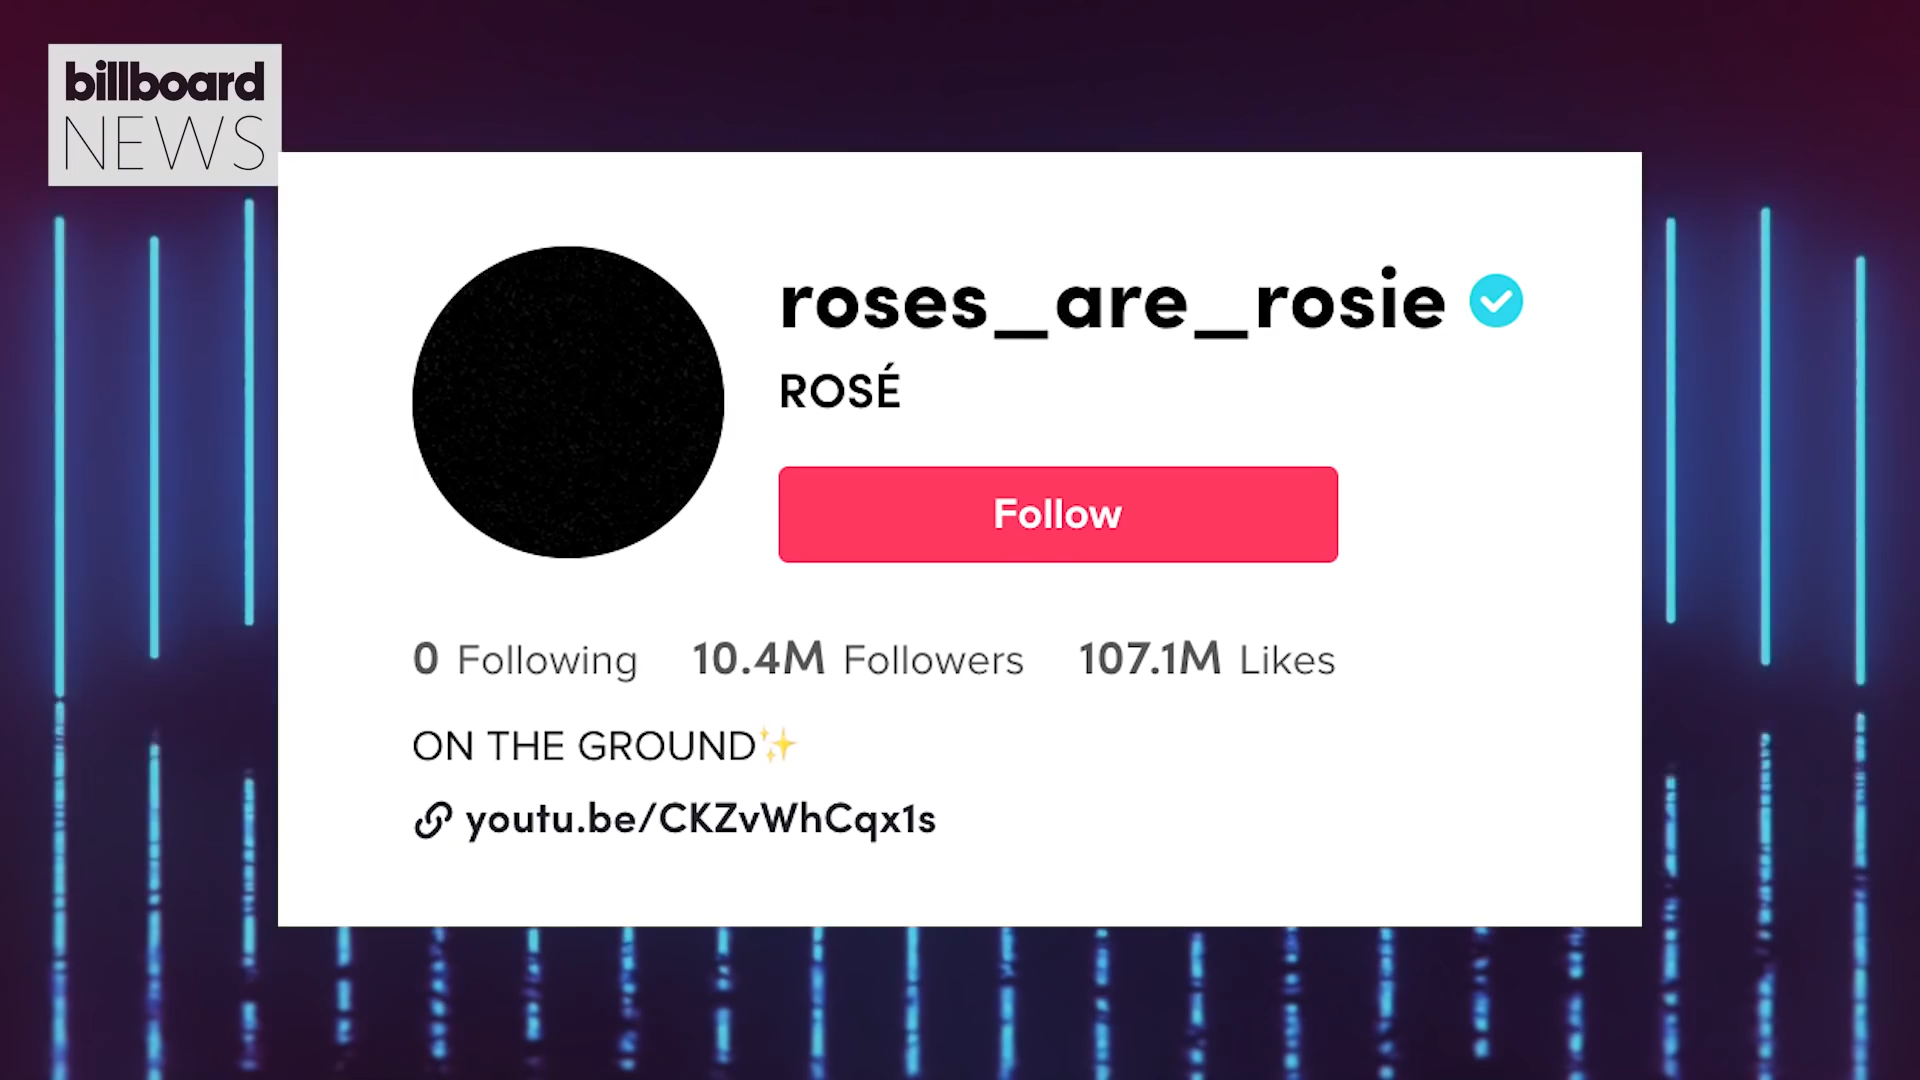 billboard
NEWS
roses_are_rosie
ROSÉ
Follow
0 Following 10.4M Followers 107.1M Likes
ON THE GROUND✨
youtu.be/CKZvWhCqx1s